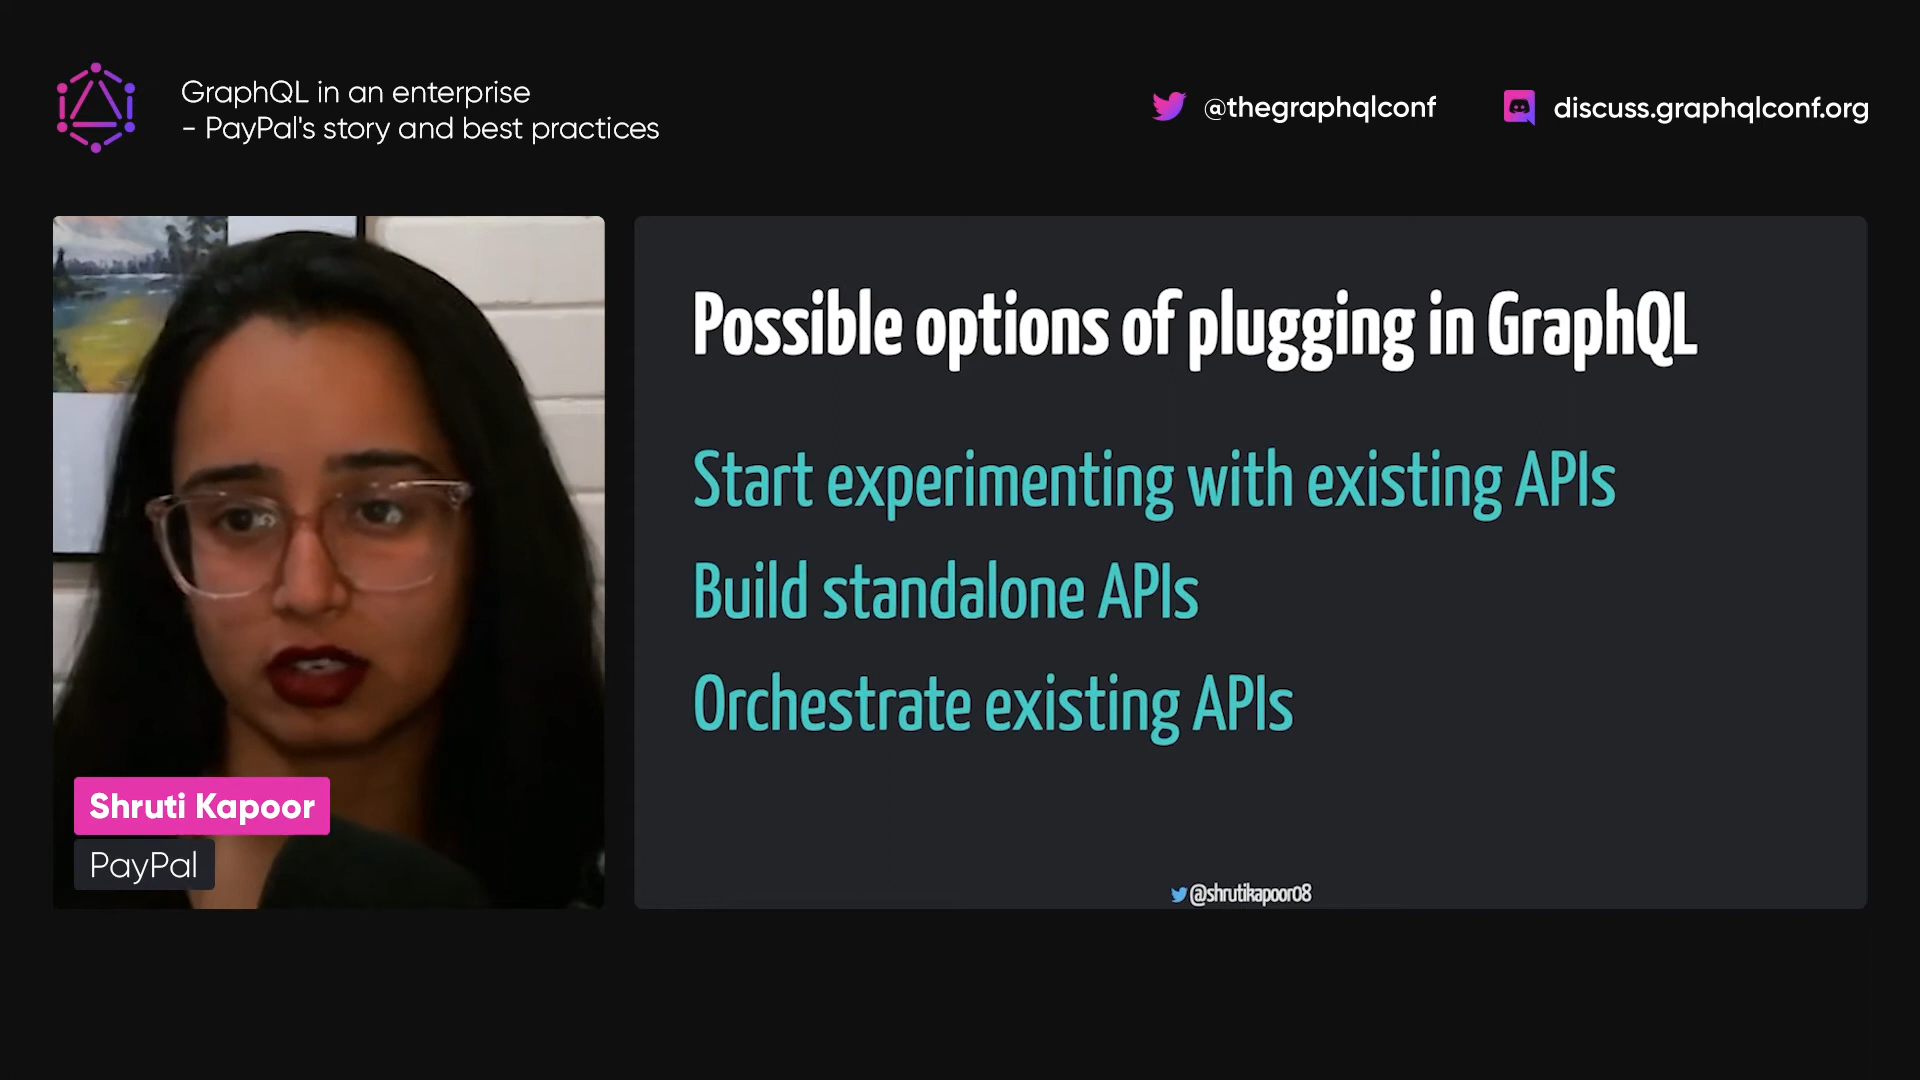 GraphQL in an enterprise
- PayPal's story and best practices
@thegraphqlconf
discuss.graphqlconf.org
Possible options of plugging in GraphQL
Start experimenting with existing APIs
Build standalone APIs
Orchestrate existing APIs
@shrutikapoor08
Shruti Kapoor
PayPal